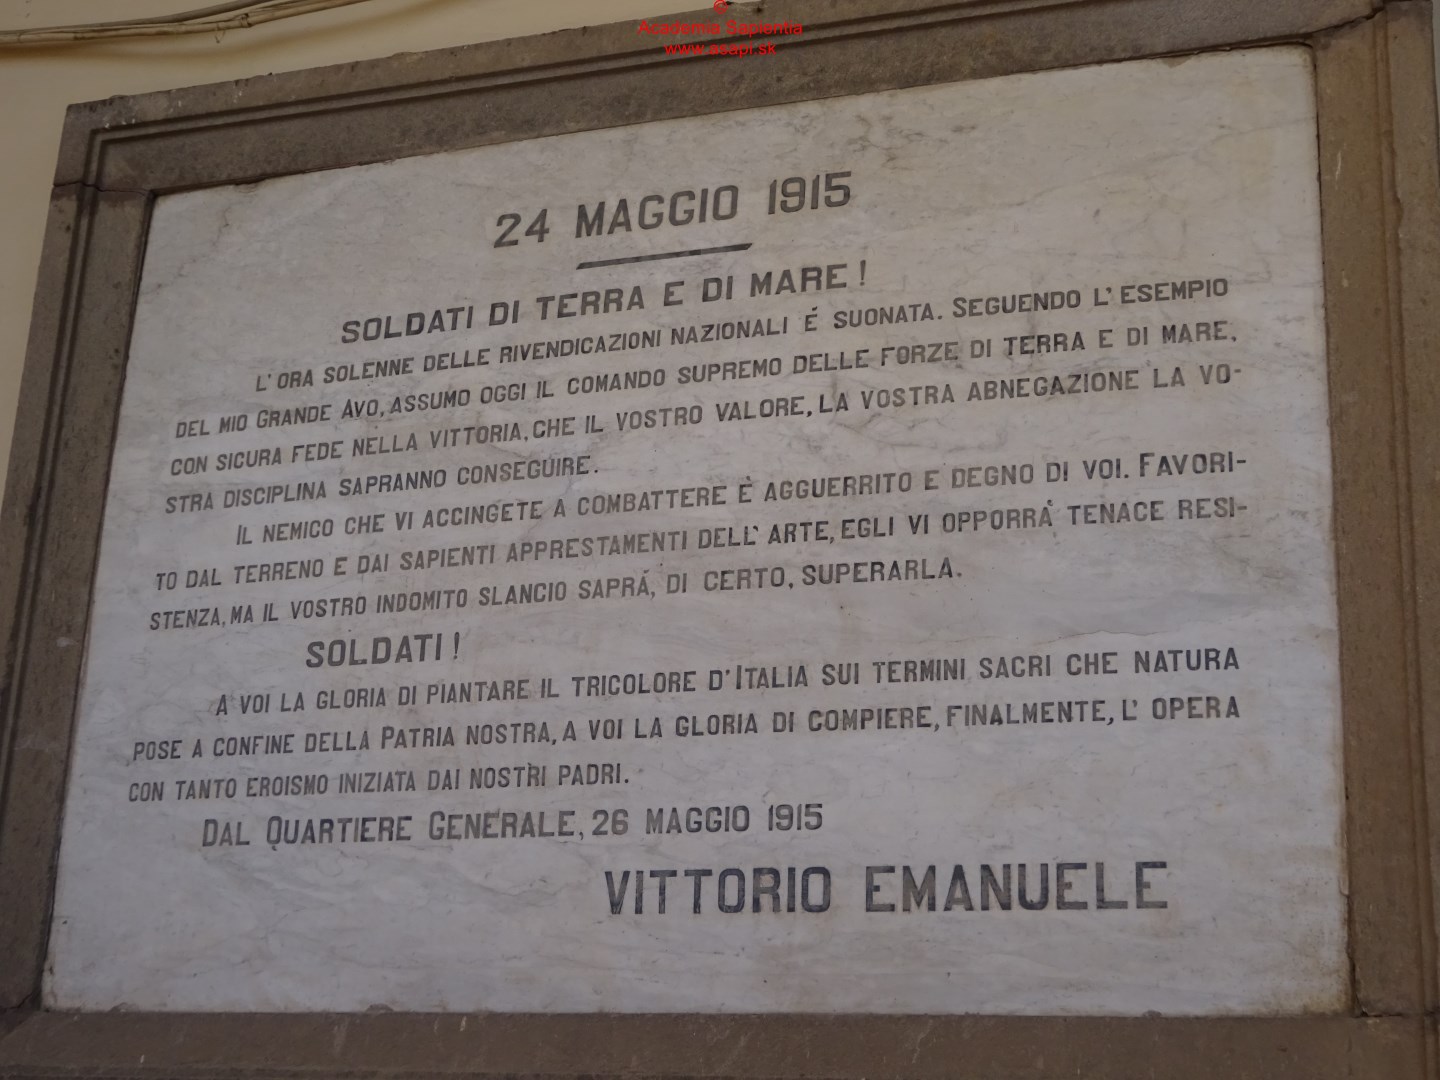 ©
Academia Sapientia
www.asapi.sk
24 MAGGIO 1915
SOLDATI DI TERRA E DI MARE!
L'ORA SOLENNE DELLE RIVENDICAZIONI NAZIONALI É SUONATA. SEGUENDO L'ESEMPIO
DEL MIO GRANDE AVO, ASSUMO OGGI IL COMANDO SUPREMO DELLE FORZE DI TERRA E DI MARE,
CON SICURA FEDE NELLA VITTORIA, CHE IL VOSTRO VALORE, LA VOSTRA ABNEGAZIONE LA VO-
STRA DISCIPLINA SAPRANNO CONSEGUIRE.
IL NEMICO CHE VI ACCINGETE A COMBATTERE È AGGUERRITO E DEGNO DI VOI. FAVORI-
TO DAL TERRENO E DAI SAPIENTI APPRESTAMENTI DELL'ARTE, EGLI VI OPPORRÁ TENACE RESI-
STENZA, MA IL VOSTRO INDOMITO SLANCIO SAPRÁ, DI CERTO, SUPERARLA.
SOLDATI!
A VOI LA GLORIA DI PIANTARE IL TRICOLORE D'ITALIA SUI TERMINI SACRI CHE NATURA
POSE A CONFINE DELLA PATRIA NOSTRA, A VOI LA GLORIA DI COMPIERE, FINALMENTE, L'OPERA
CON TANTO EROISMO INIZIATA DAI NOSTRI PADRI.
DAL QUARTIERE GENERALE, 26 MAGGIO 1915
VITTORIO EMANUELE